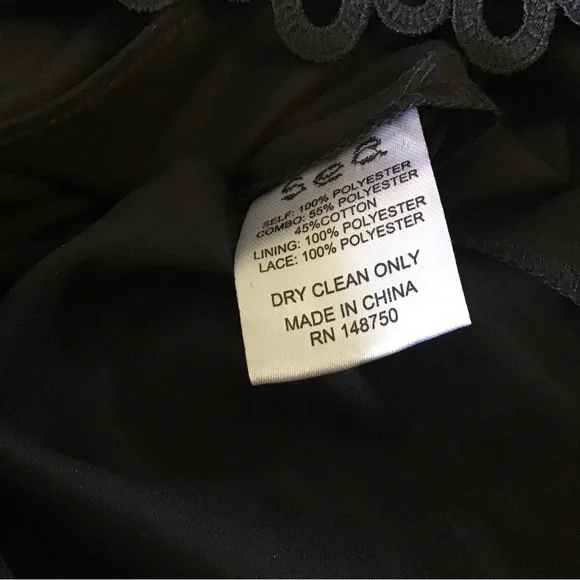 SELF: 100% POLYESTER
COMBO: 55% POLYESTER
45%COTTON
LINING: 100% POLYESTER
LACE: 100% POLYESTER
DRY CLEAN ONLY
MADE IN CHINA
RN 148750